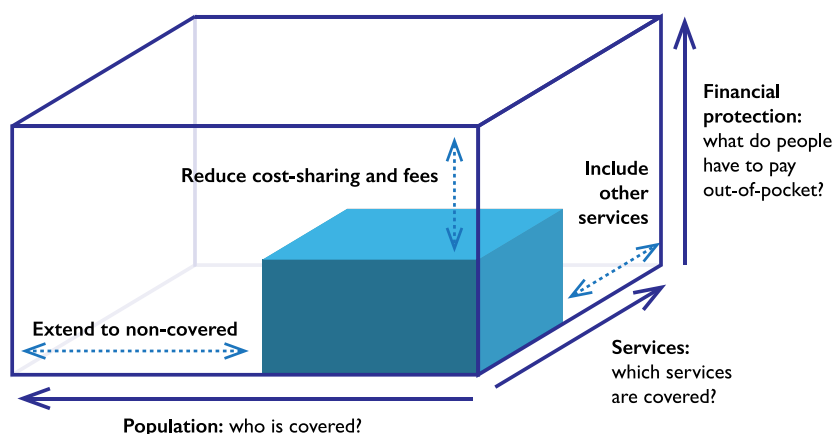 Financial
protection:
what do people
have to pay
out-of-pocket?
Reduce cost-sharing and fees
Include
other
services
Extend to non-covered
Services:
which services
are covered?
Population: who is covered?